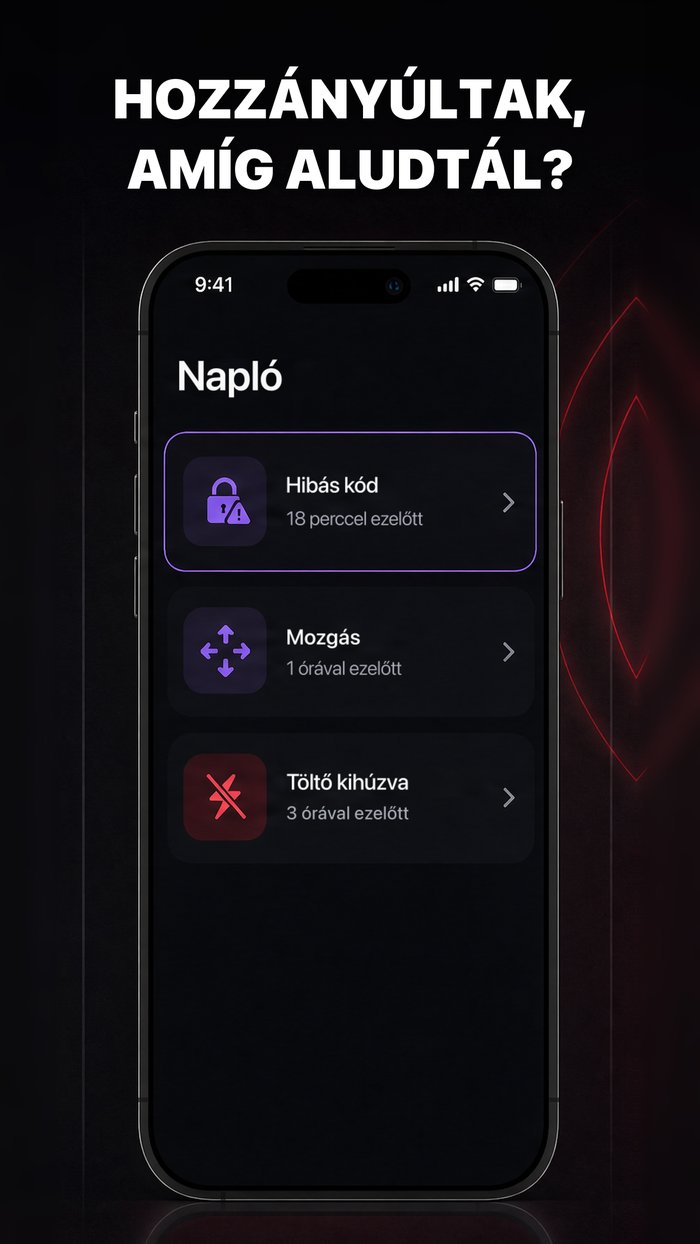 HOZZÁNYÚLTAK,
AMÍG ALUDTÁL?
9:41
Napló
Hibás kód
18 perccel ezelőtt
Mozgás
1 órával ezelőtt
Töltő kihúzva
3 órával ezelőtt